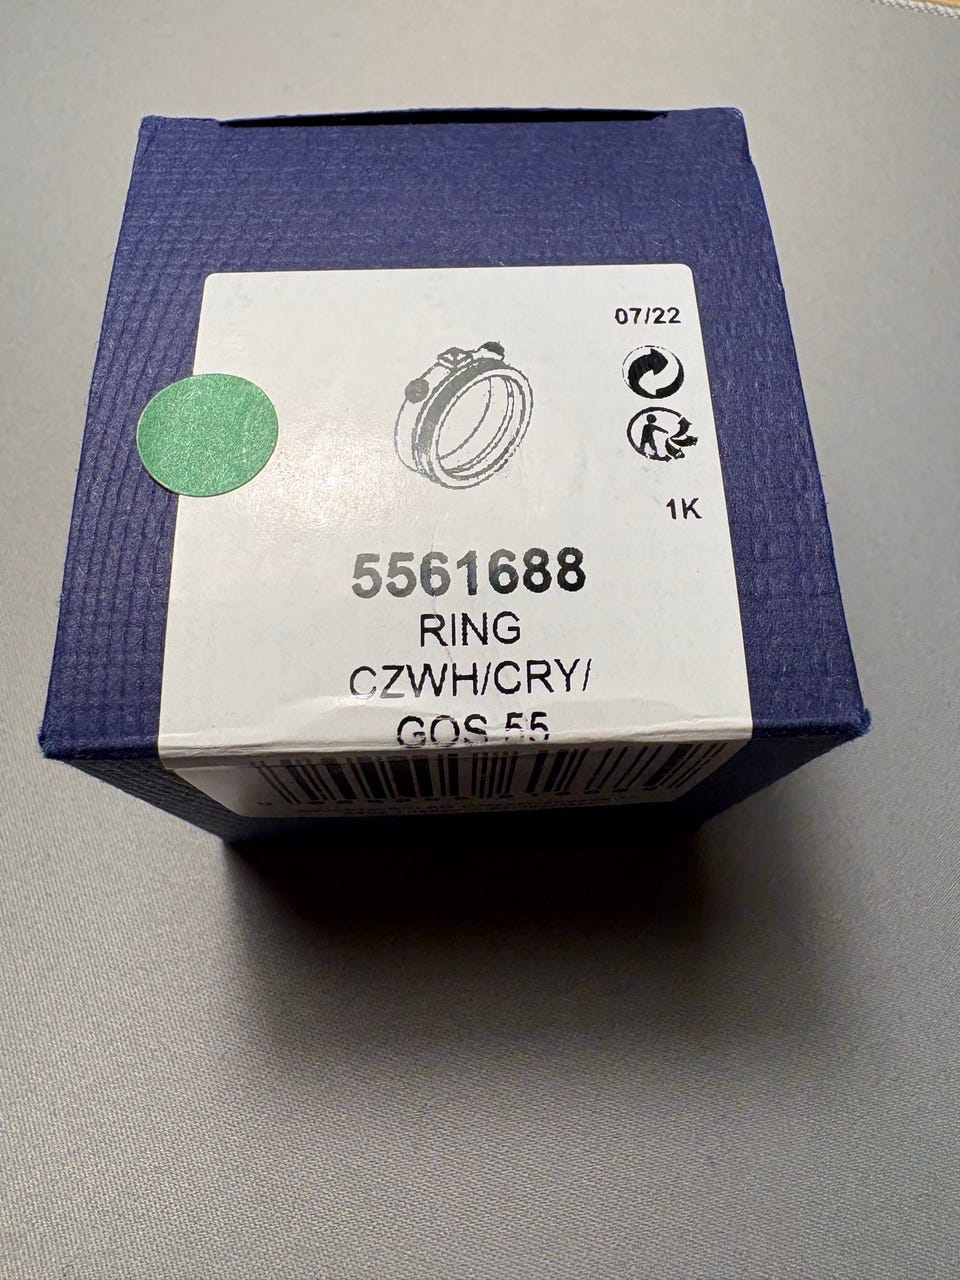 07/22
1K
5561688
RING
CZWH/CRY/
GOS 55